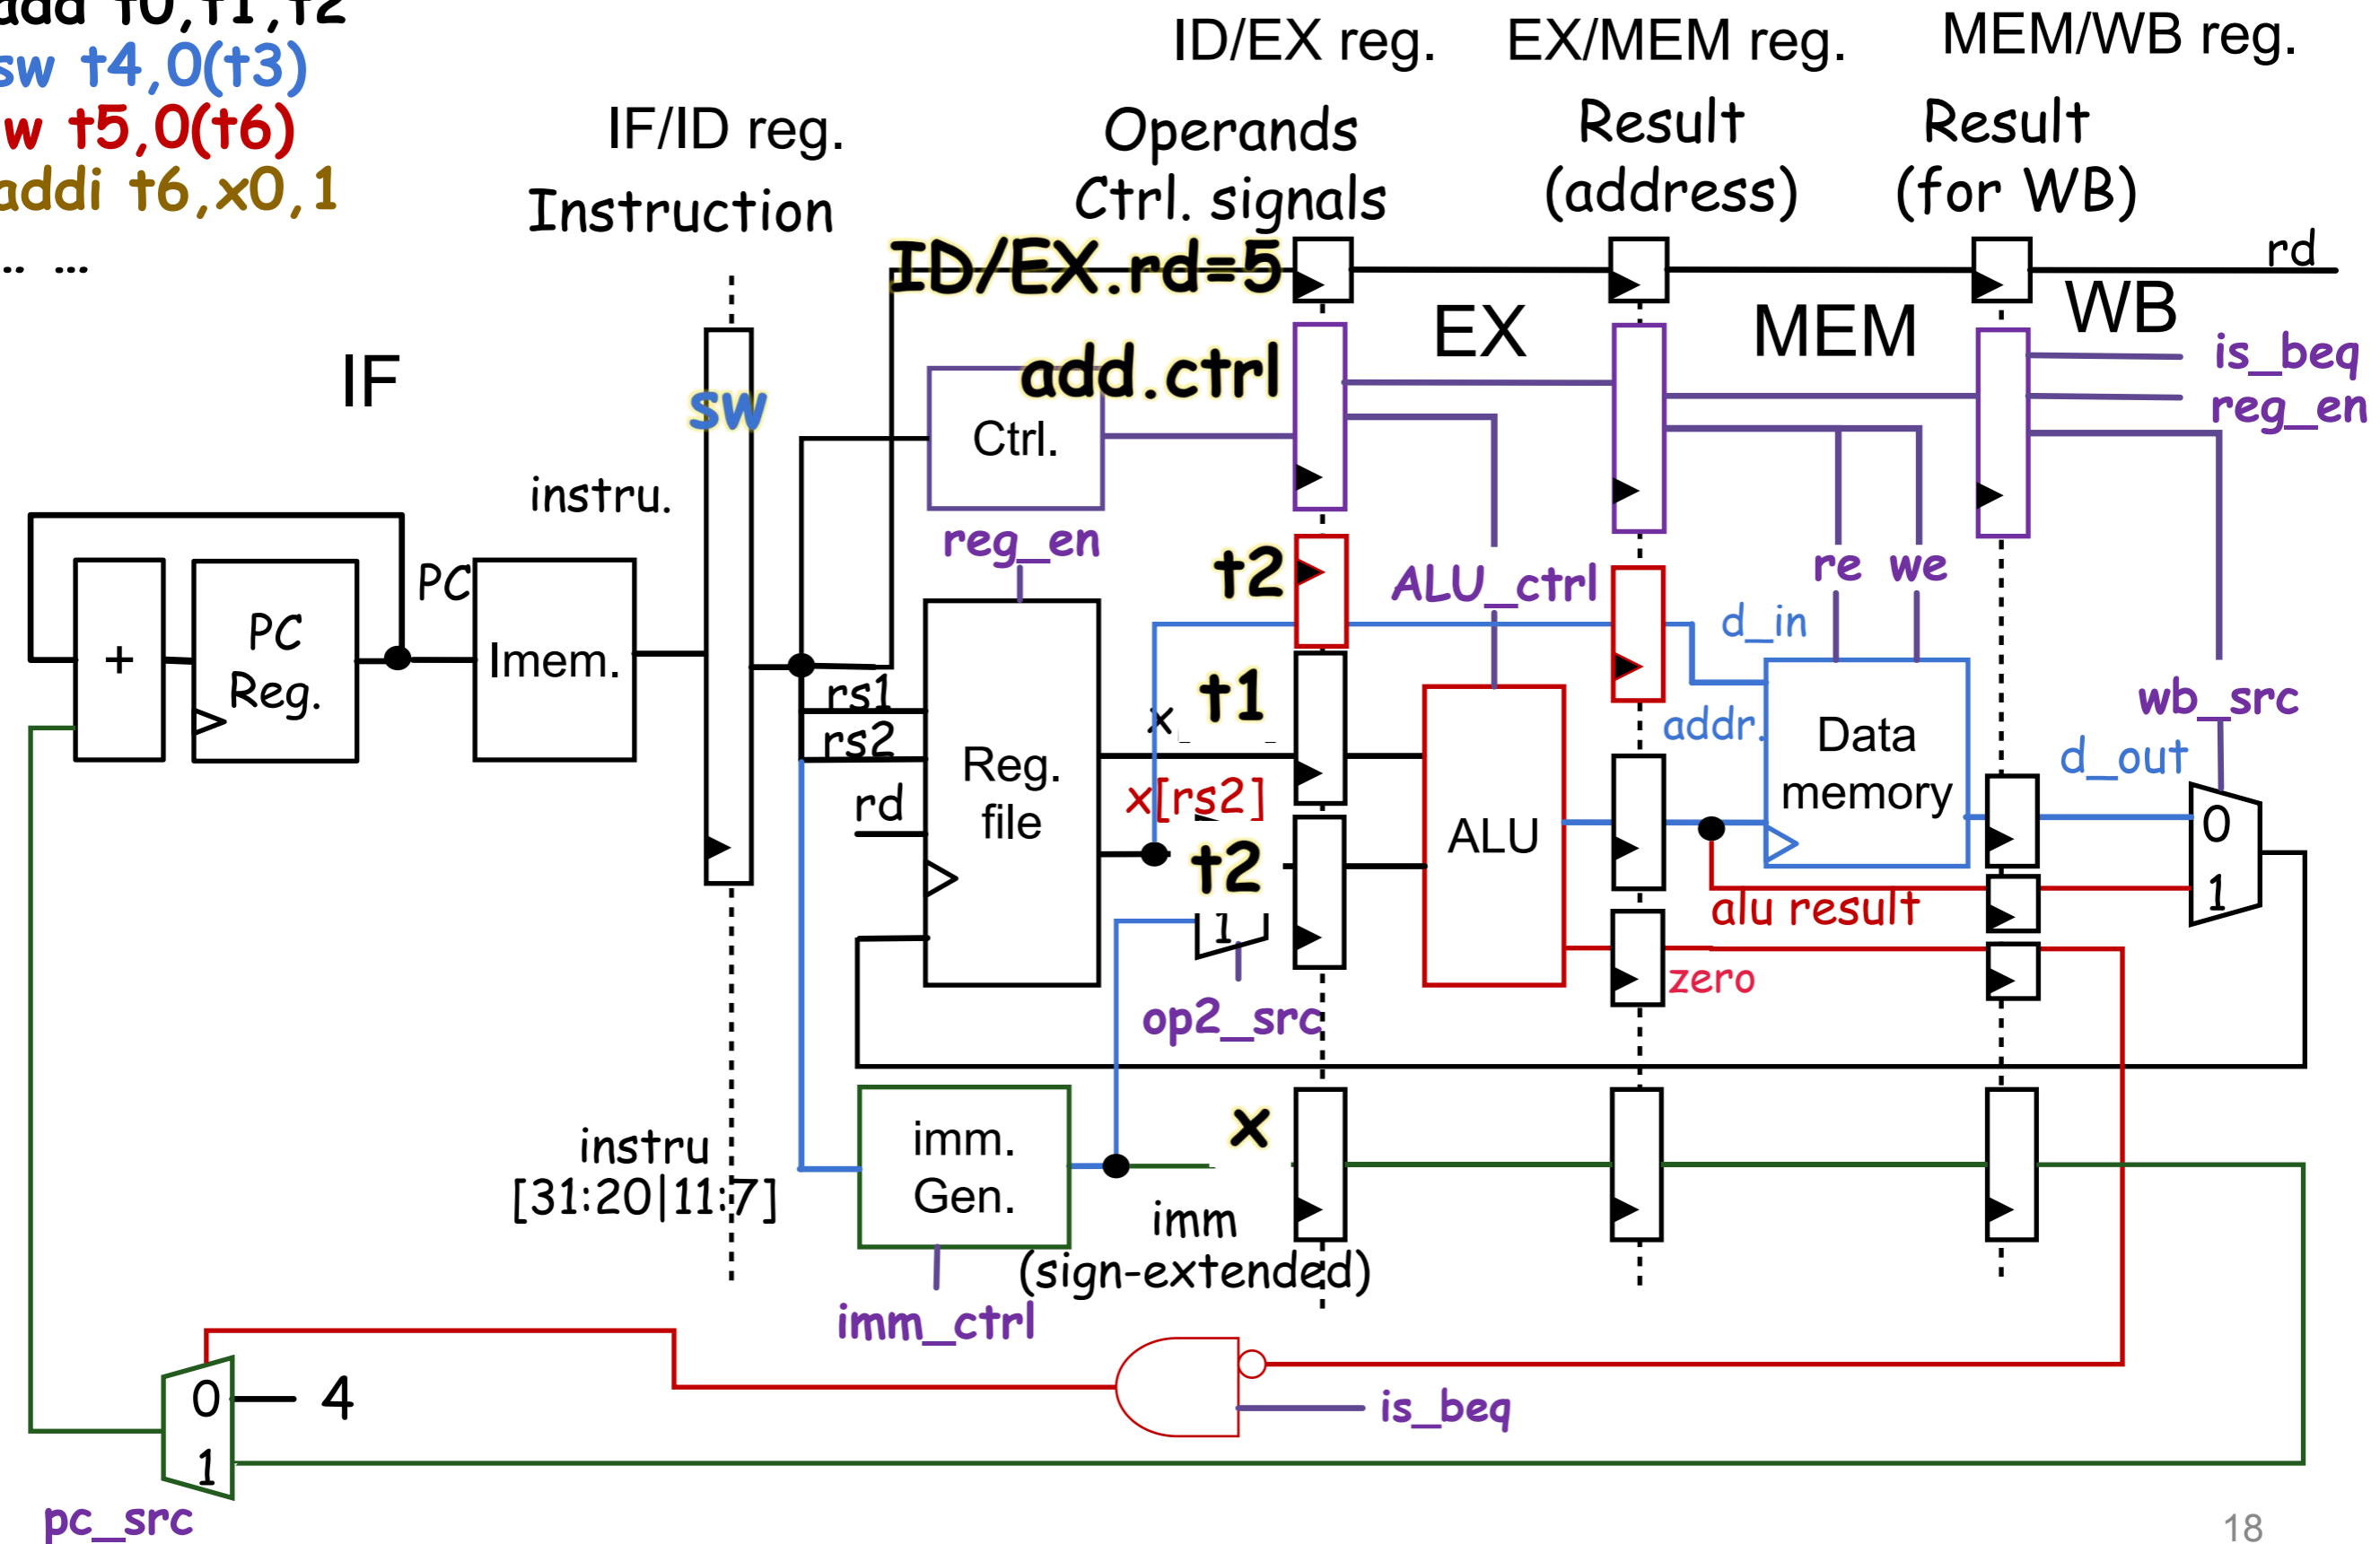 add t0,t1,t2
sw t4,0(t3)
w t5,0(t6)
addi t6,x0,1
... ...
ID/EX reg.
EX/MEM reg.
MEM/WB reg.
IF/ID reg.
Instruction
Operands
Ctrl. signals
Result
(address)
Result
(for WB)
ID/EX.rd=5
rd
IF
EX
MEM
WB
is_beq
reg_en
sw
add.ctrl
Ctrl.
instru.
reg_en
t2
ALU_ctrl
re
we
+
PC
Reg.
PC
Imem.
rs1
rs2
rd
Reg.
file
x
t1
x[rs2]
t2
1
op2_src
ALU
d_in
addr.
Data
memory
alu result
zero
d_out
wb_src
0
1
instru
[31:20|11:7]
imm.
Gen.
x
imm
(sign-extended)
imm_ctrl
0
4
1
is_beq
pc_src
18